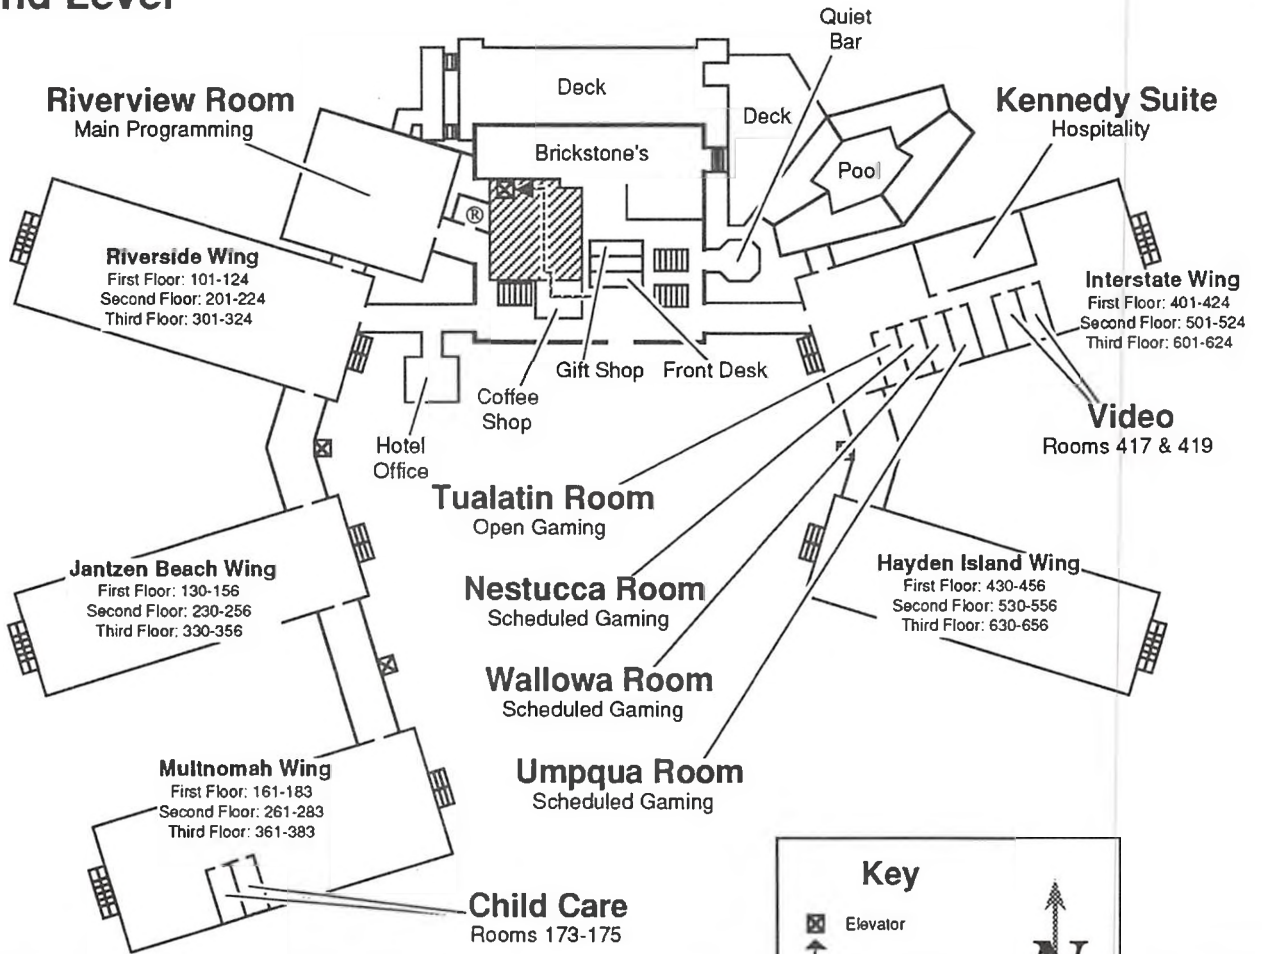 Level
Quiet
Bar
Riverview Room
Main Programming
Deck
Deck
Kennedy Suite
Hospitality
Brickstone's
Pool
®
Riverside Wing
First Floor: 101-124
Second Floor: 201-224
Third Floor: 301-324
Interstate Wing
First Floor: 401-424
Second Floor: 501-524
Third Floor: 601-624
Gift Shop
Front Desk
Coffee
Shop
Hotel
Office
Video
Rooms 417 & 419
Tualatin Room
Open Gaming
Jantzen Beach Wing
First Floor: 130-156
Second Floor: 230-256
Third Floor: 330-356
Nestucca Room
Scheduled Gaming
Hayden Island Wing
First Floor: 430-456
Second Floor: 530-556
Third Floor: 630-656
Wallowa Room
Scheduled Gaming
Multnomah Wing
First Floor: 161-183
Second Floor: 261-283
Third Floor: 361-383
Umpqua Room
Scheduled Gaming
Child Care
Rooms 173-175
Key
Elevator
N